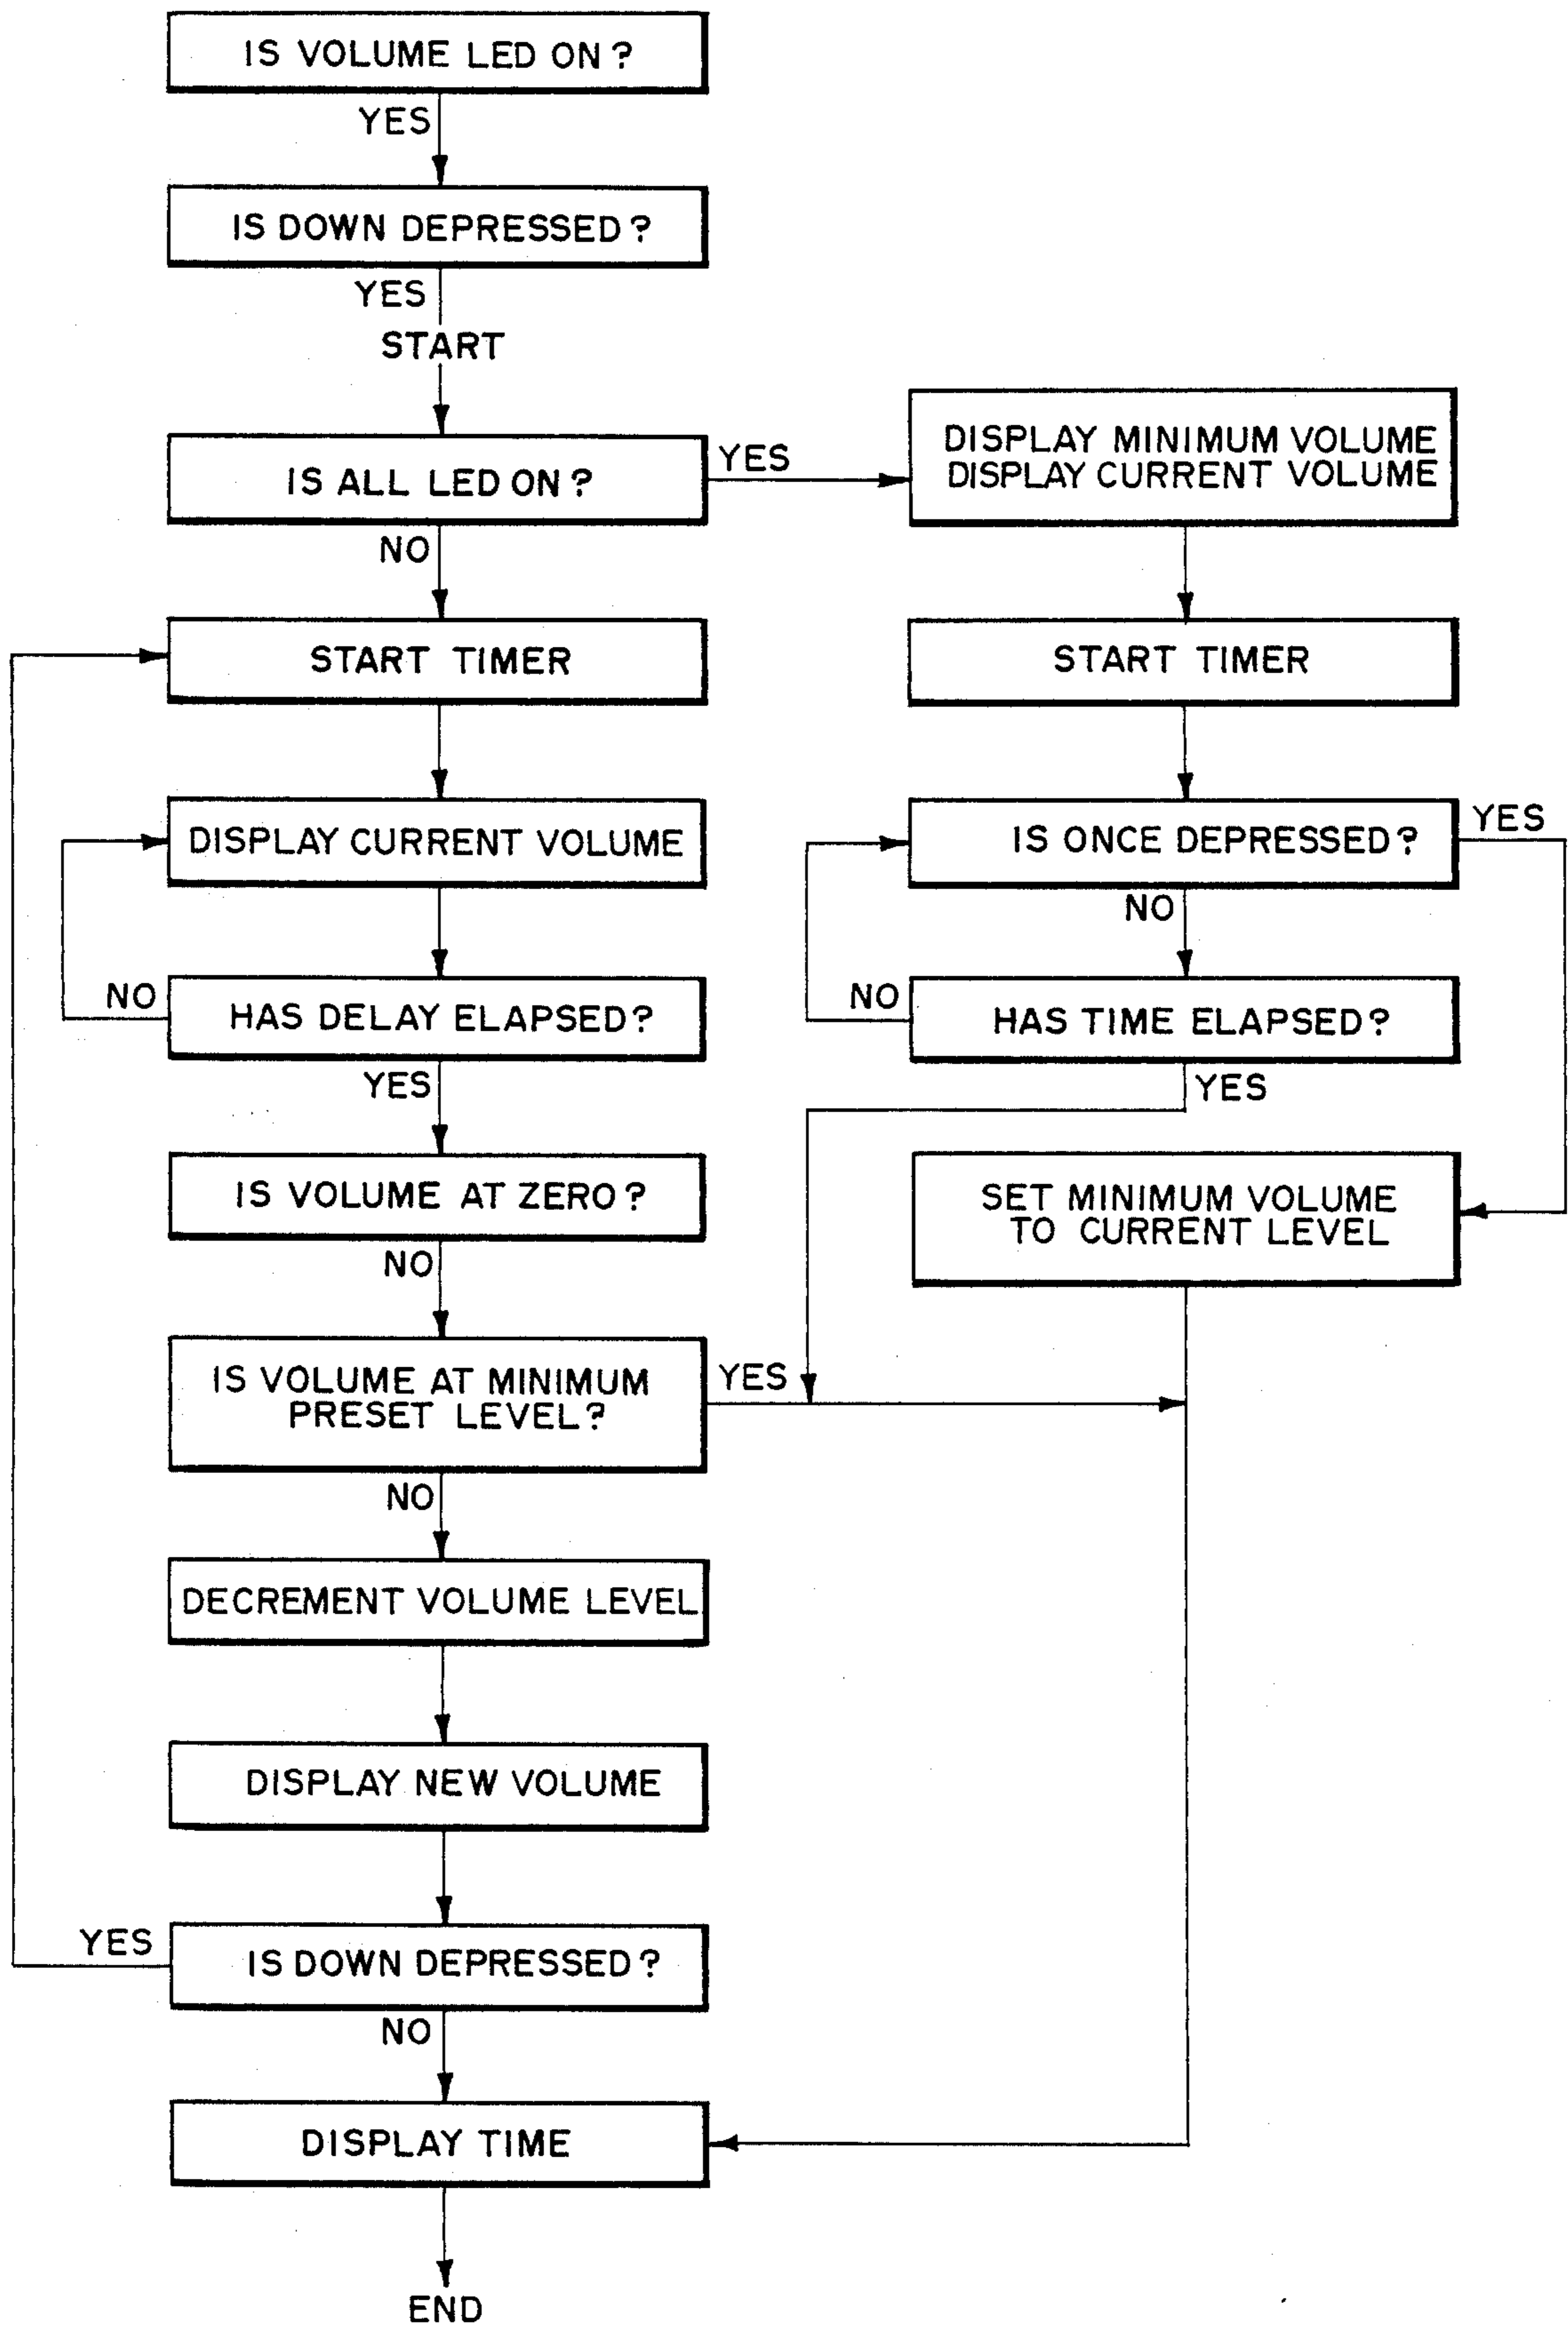 IS VOLUME LED ON?
YES
IS DOWN DEPRESSED?
YES
START
IS ALL LED ON?
YES
DISPLAY MINIMUM VOLUME
DISPLAY CURRENT VOLUME
NO
START TIMER
START TIMER
DISPLAY CURRENT VOLUME
IS ONCE DEPRESSED?
YES
NO
NO
HAS DELAY ELAPSED?
NO
HAS TIME ELAPSED?
YES
YES
IS VOLUME AT ZERO?
SET MINIMUM VOLUME
TO CURRENT LEVEL
NO
IS VOLUME AT MINIMUM
PRESET LEVEL?
YES
NO
DECREMENT VOLUME LEVEL
DISPLAY NEW VOLUME
YES
IS DOWN DEPRESSED?
NO
DISPLAY TIME
END